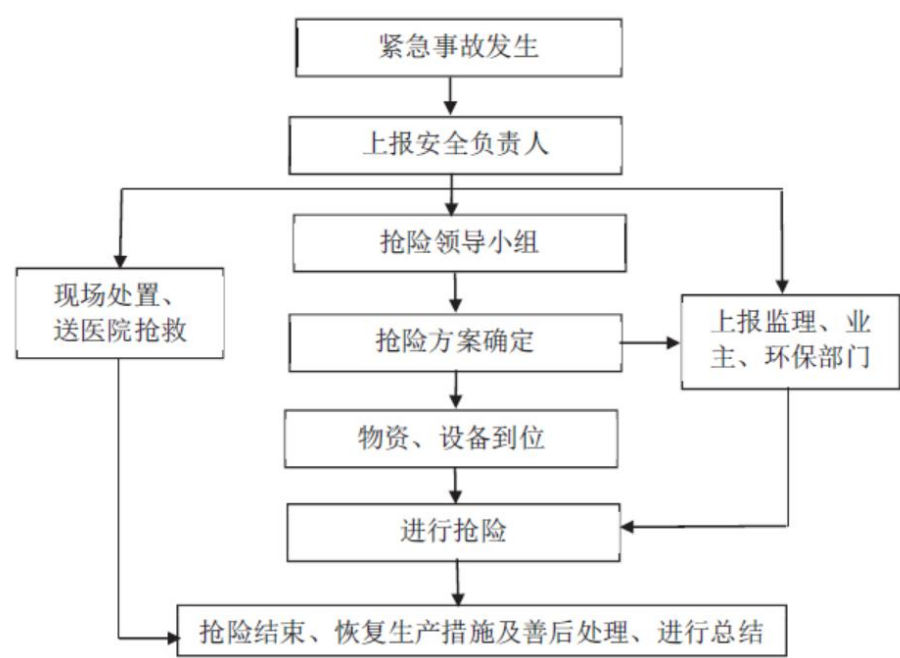 紧急事故发生
上报安全负责人
抢险领导小组
现场处置、
送医院抢救
抢险方案确定
上报监理、业
主、环保部门
物资、设备到位
进行抢险
抢险结束、恢复生产措施及善后处理、进行总结